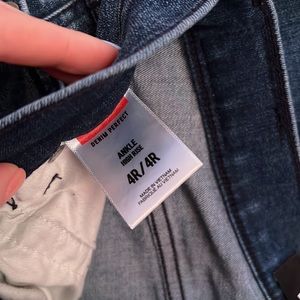 DENIM PERFECT
ANKLE
HIGH RISE
4R/4R
MADE IN VIETNAM
FABRIQUÉ AU VIETNAM